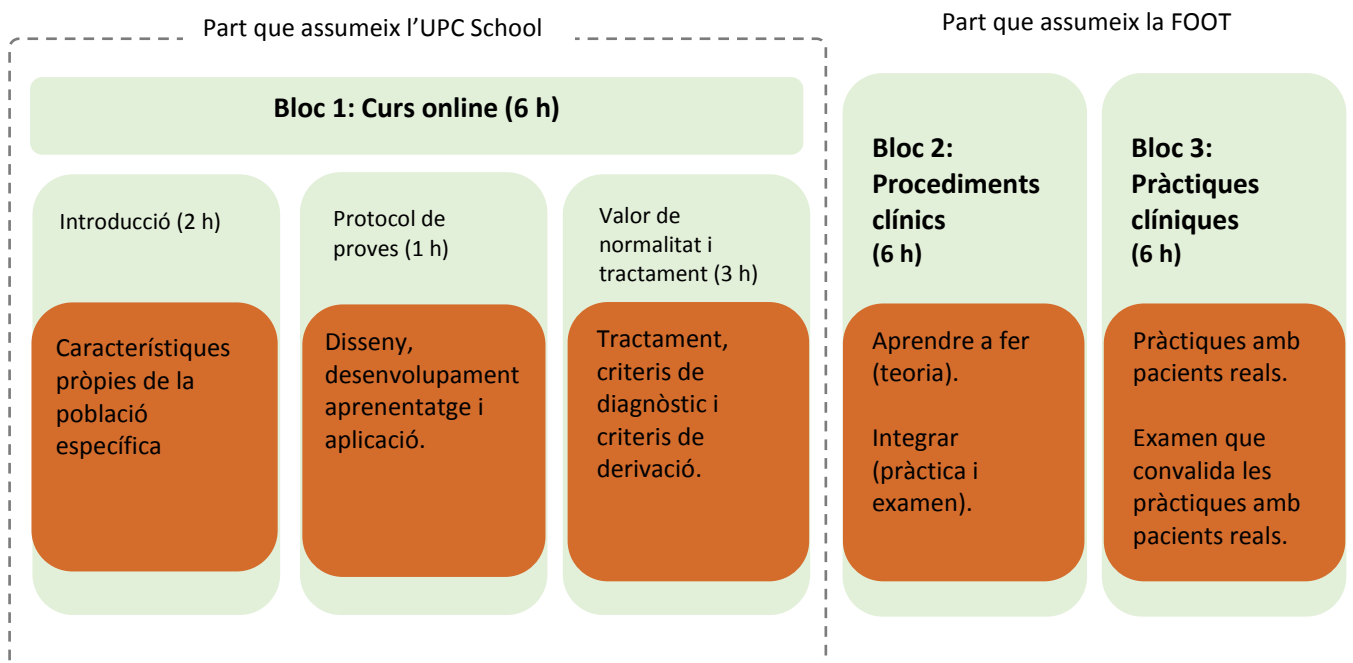 Part que assumeix l’UPC School
Part que assumeix la FOOT
Bloc 1: Curs online (6 h)
Introducció (2 h)
Característiques
pròpies de la
població
específica
Protocol de
proves (1 h)
Disseny,
desenvolupament
aprenentatge i
aplicació.
Valor de
normalitat i
tractament (3 h)
Tractament,
criteris de
diagnòstic i
criteris de
derivació.
Bloc 2:
Procediments
clínics
(6 h)
Aprendre a fer
(teoria).
Integrar
(pràctica i
examen).
Bloc 3:
Pràctiques
clíniques
(6 h)
Pràctiques amb
pacients reals.
Examen que
convalida les
pràctiques amb
pacients reals.